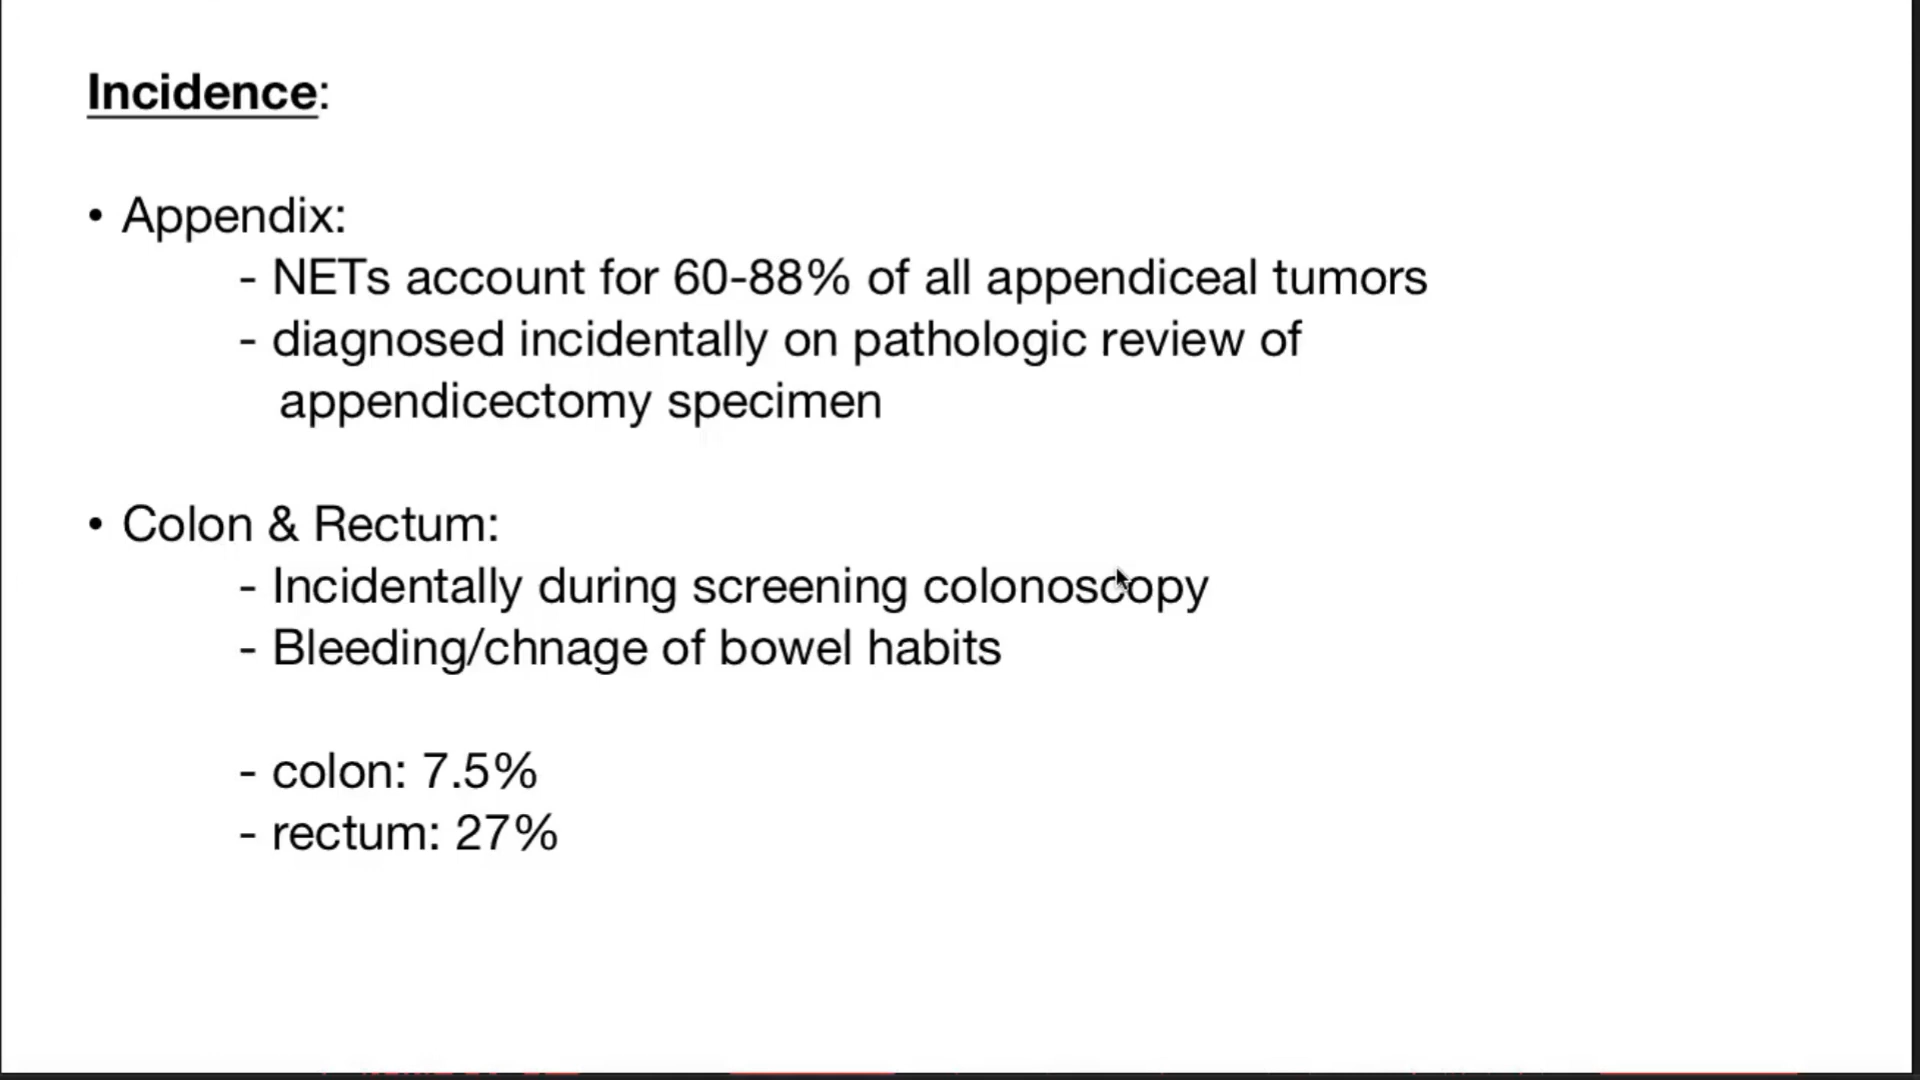 Incidence:
• Appendix:
- NETs account for 60-88% of all appendiceal tumors
- diagnosed incidentally on pathologic review of
appendicectomy specimen
• Colon & Rectum:
- Incidentally during screening colonoscopy
- Bleeding/chnage of bowel habits
- colon: 7.5%
- rectum: 27%